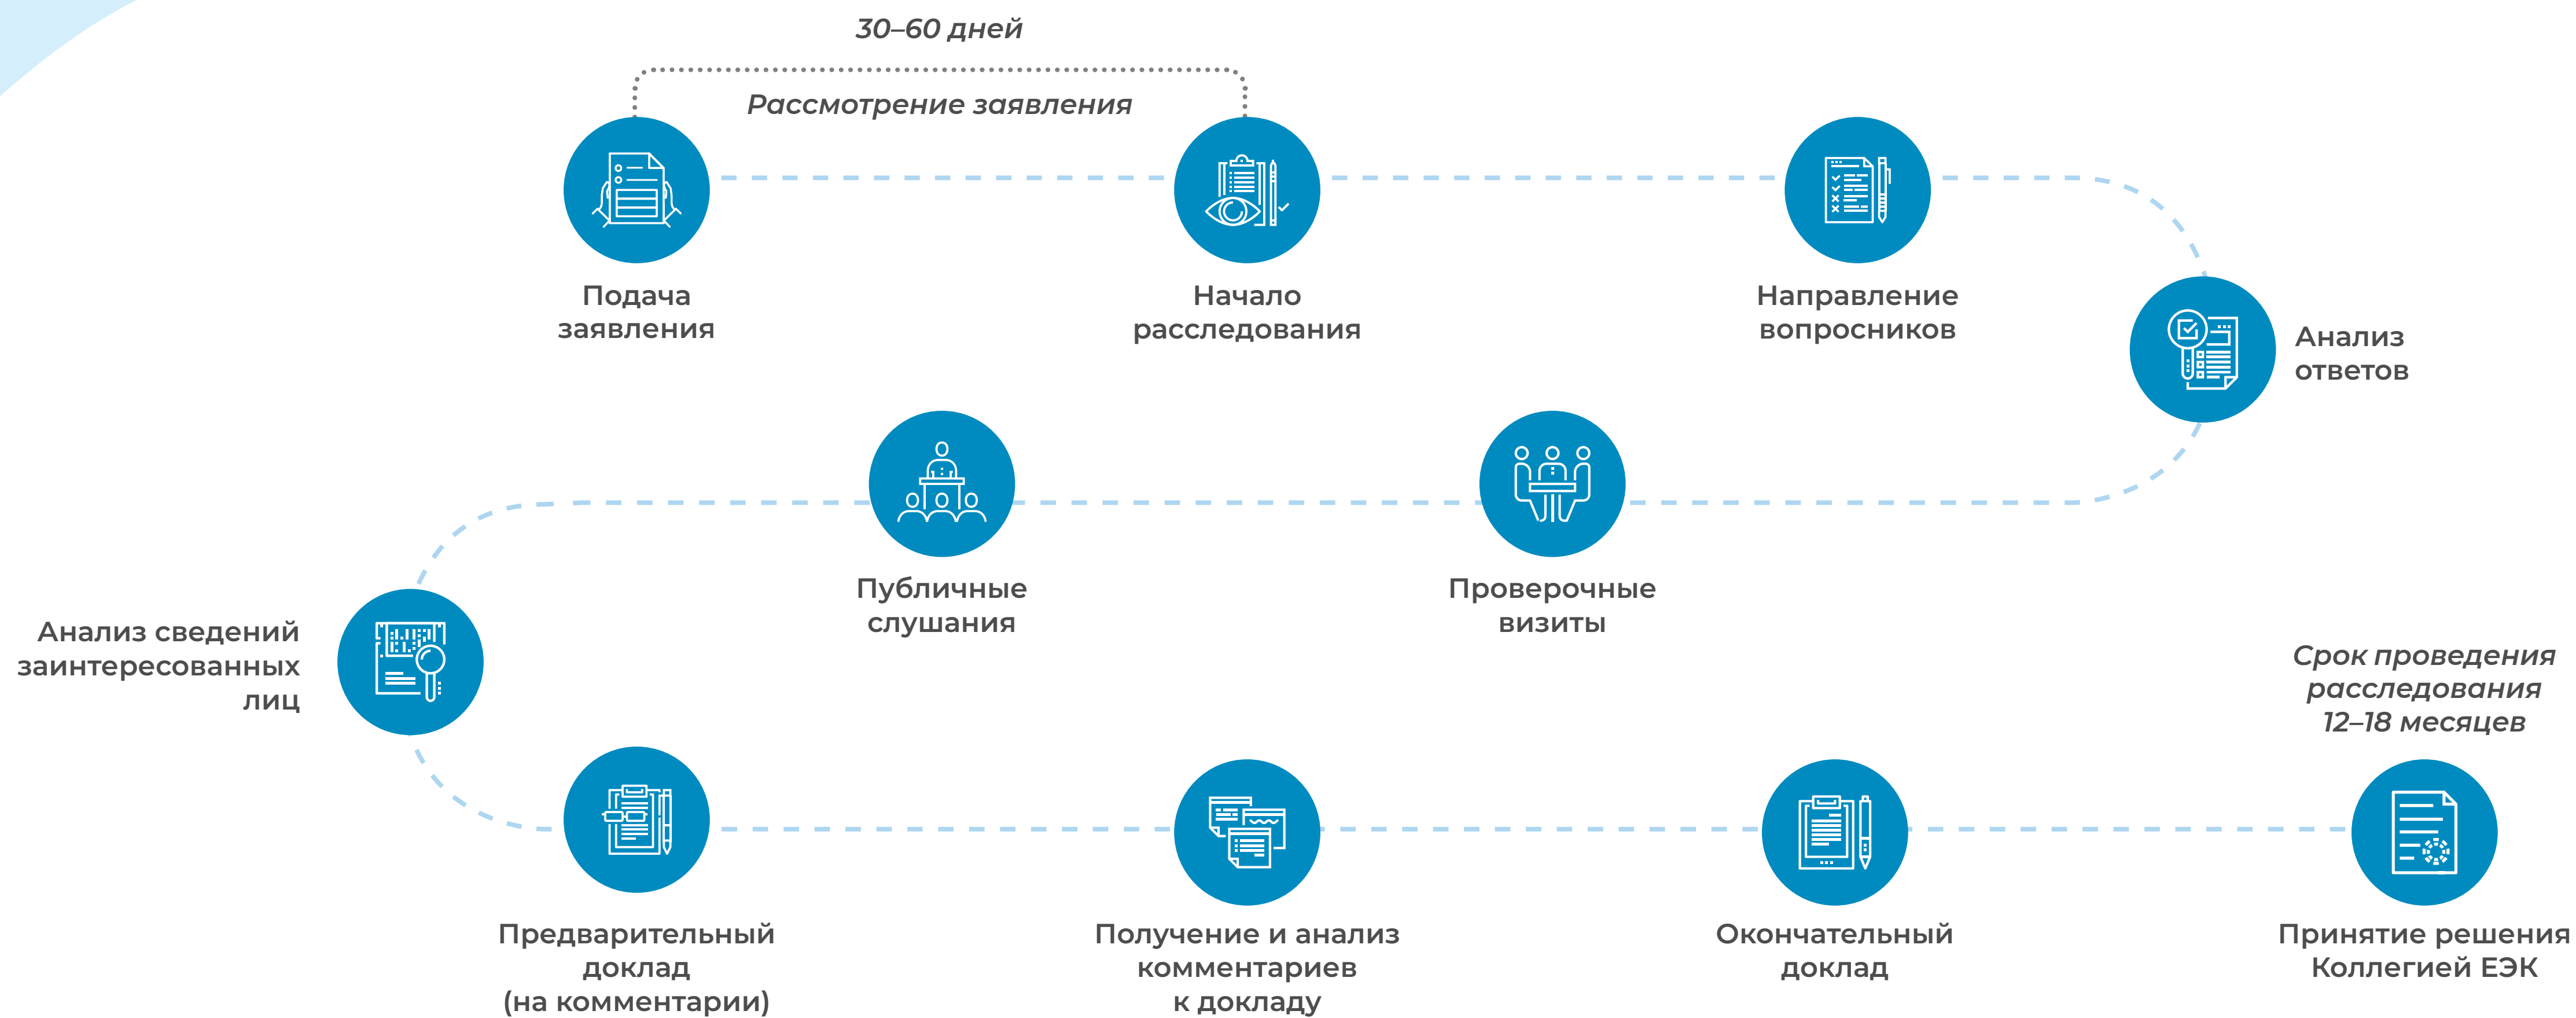 30–60 дней
Рассмотрение заявления
Подача
заявления
Начало
расследования
Направление
вопросников
Анализ
ответов
Проверочные
визиты
Публичные
слушания
Анализ сведений
заинтересованных
лиц
Предварительный
доклад
(на комментарии)
Получение и анализ
комментариев
к докладу
Окончательный
доклад
Срок проведения
расследования
12–18 месяцев
Принятие решения
Коллегией ЕЭК